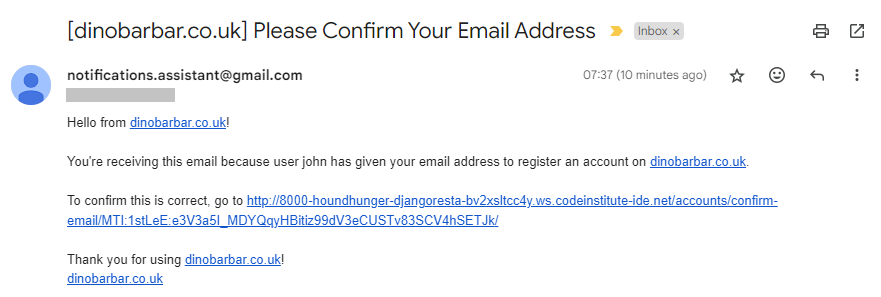 [dinobarbar.co.uk] Please Confirm Your Email Address Inbox ×
notifications.assistant@gmail.com 07:37 (10 minutes ago)
Hello from dinobarbar.co.uk!
You're receiving this email because user john has given your email address to register an account on dinobarbar.co.uk.
To confirm this is correct, go to http://8000-houndhunger-djangoresta-bv2xsltcc4y.ws.codeinstitute-ide.net/accounts/confirm-
email/MTI:1stLeE:e3V3a5I_MDYQqyHBitiz99dV3eCUSTv83SCV4hSETJk/
Thank you for using dinobarbar.co.uk!
dinobarbar.co.uk